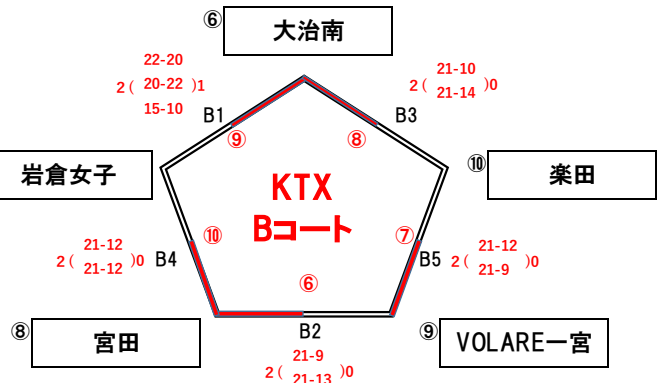 ⑥ 大治南
22-20
2 ( 20-22 ) 1
15-10
B1
21-10
2 ( 21-14 ) 0
B3
⑨
⑧
岩倉女子
⑩ 楽田
KTX
Bコート
⑩
⑦
21-12
2 ( 21-12 ) 0
B4
B5
21-12
2 ( 21-9 ) 0
⑥
⑧ 宮田
B2
⑨ VOLARE一宮
21-9
2 ( 21-13 ) 0